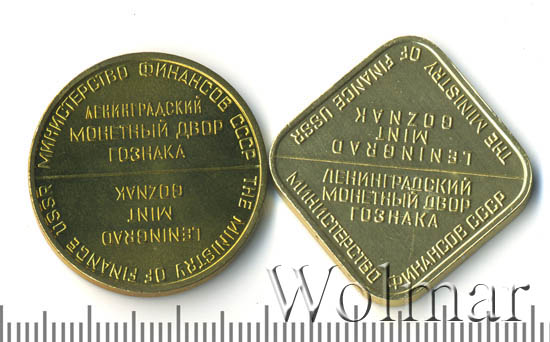 МИНИСТЕРСТВО ФИНАНСОВ СССР
ЛЕНИНГРАДСКИЙ
МОНЕТНЫЙ ДВОР
ГОЗНАКА
THE MINISTRY OF FINANCE USSR
LENINGRAD
MINT
GOZNAK
THE MINISTRY OF FINANCE USSR
LENINGRAD
MINT
GOZNAK
ЛЕНИНГРАДСКИЙ
МОНЕТНЫЙ ДВОР
ГОЗНАКА
МИНИСТЕРСТВО
ФИНАНСОВ СССР
Wolmar